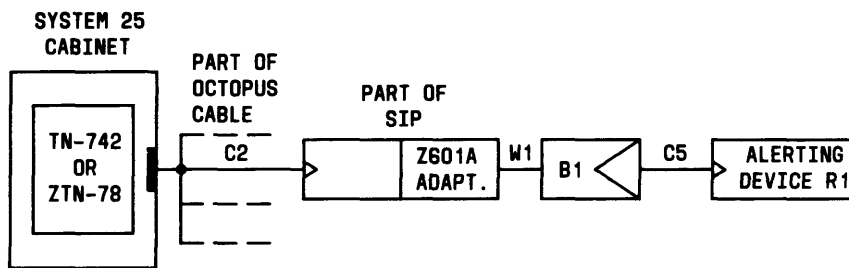 SYSTEM 25
CABINET
PART OF
OCTOPUS
CABLE
PART OF
SIP
TN-742
OR
ZTN-78
C2
Z601A
ADAPT.
W1
B1
C5
ALERTING
DEVICE R1